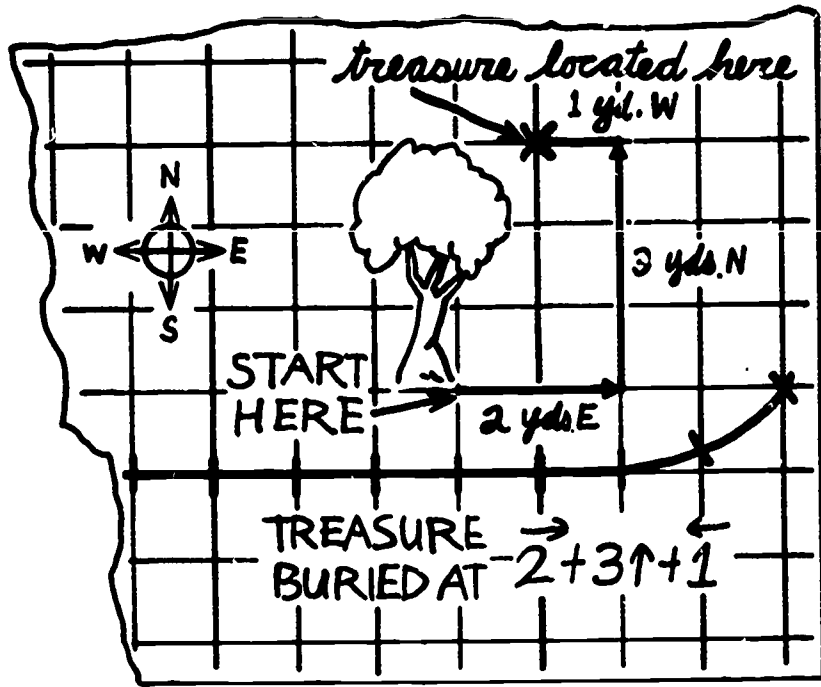 treasure located here
1 yd. W
N
W E
S
3 yds. N
START
HERE
2 yds. E
TREASURE
BURIED AT 2⃗+3↑+1⃖